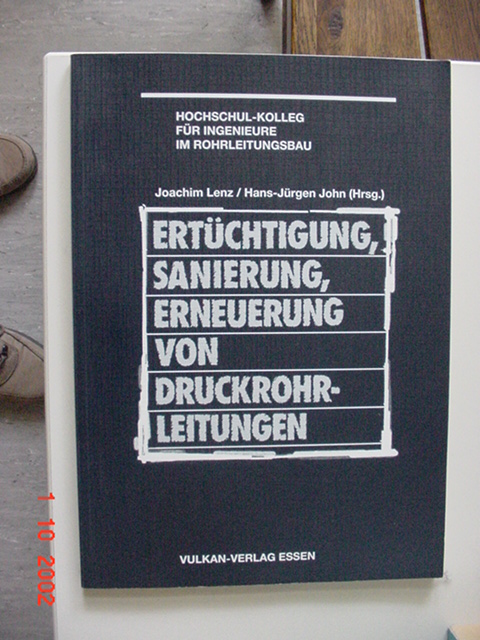 HOCHSCHUL-KOLLEG
FÜR INGENIEURE
IM ROHRLEITUNGSBAU
Joachim Lenz / Hans-Jürgen John (Hrsg.)
ERTÜCHTIGUNG,
SANIERUNG,
ERNEUERUNG
VON
DRUCKROHR-
LEITUNGEN
VULKAN-VERLAG ESSEN
1 10 2002